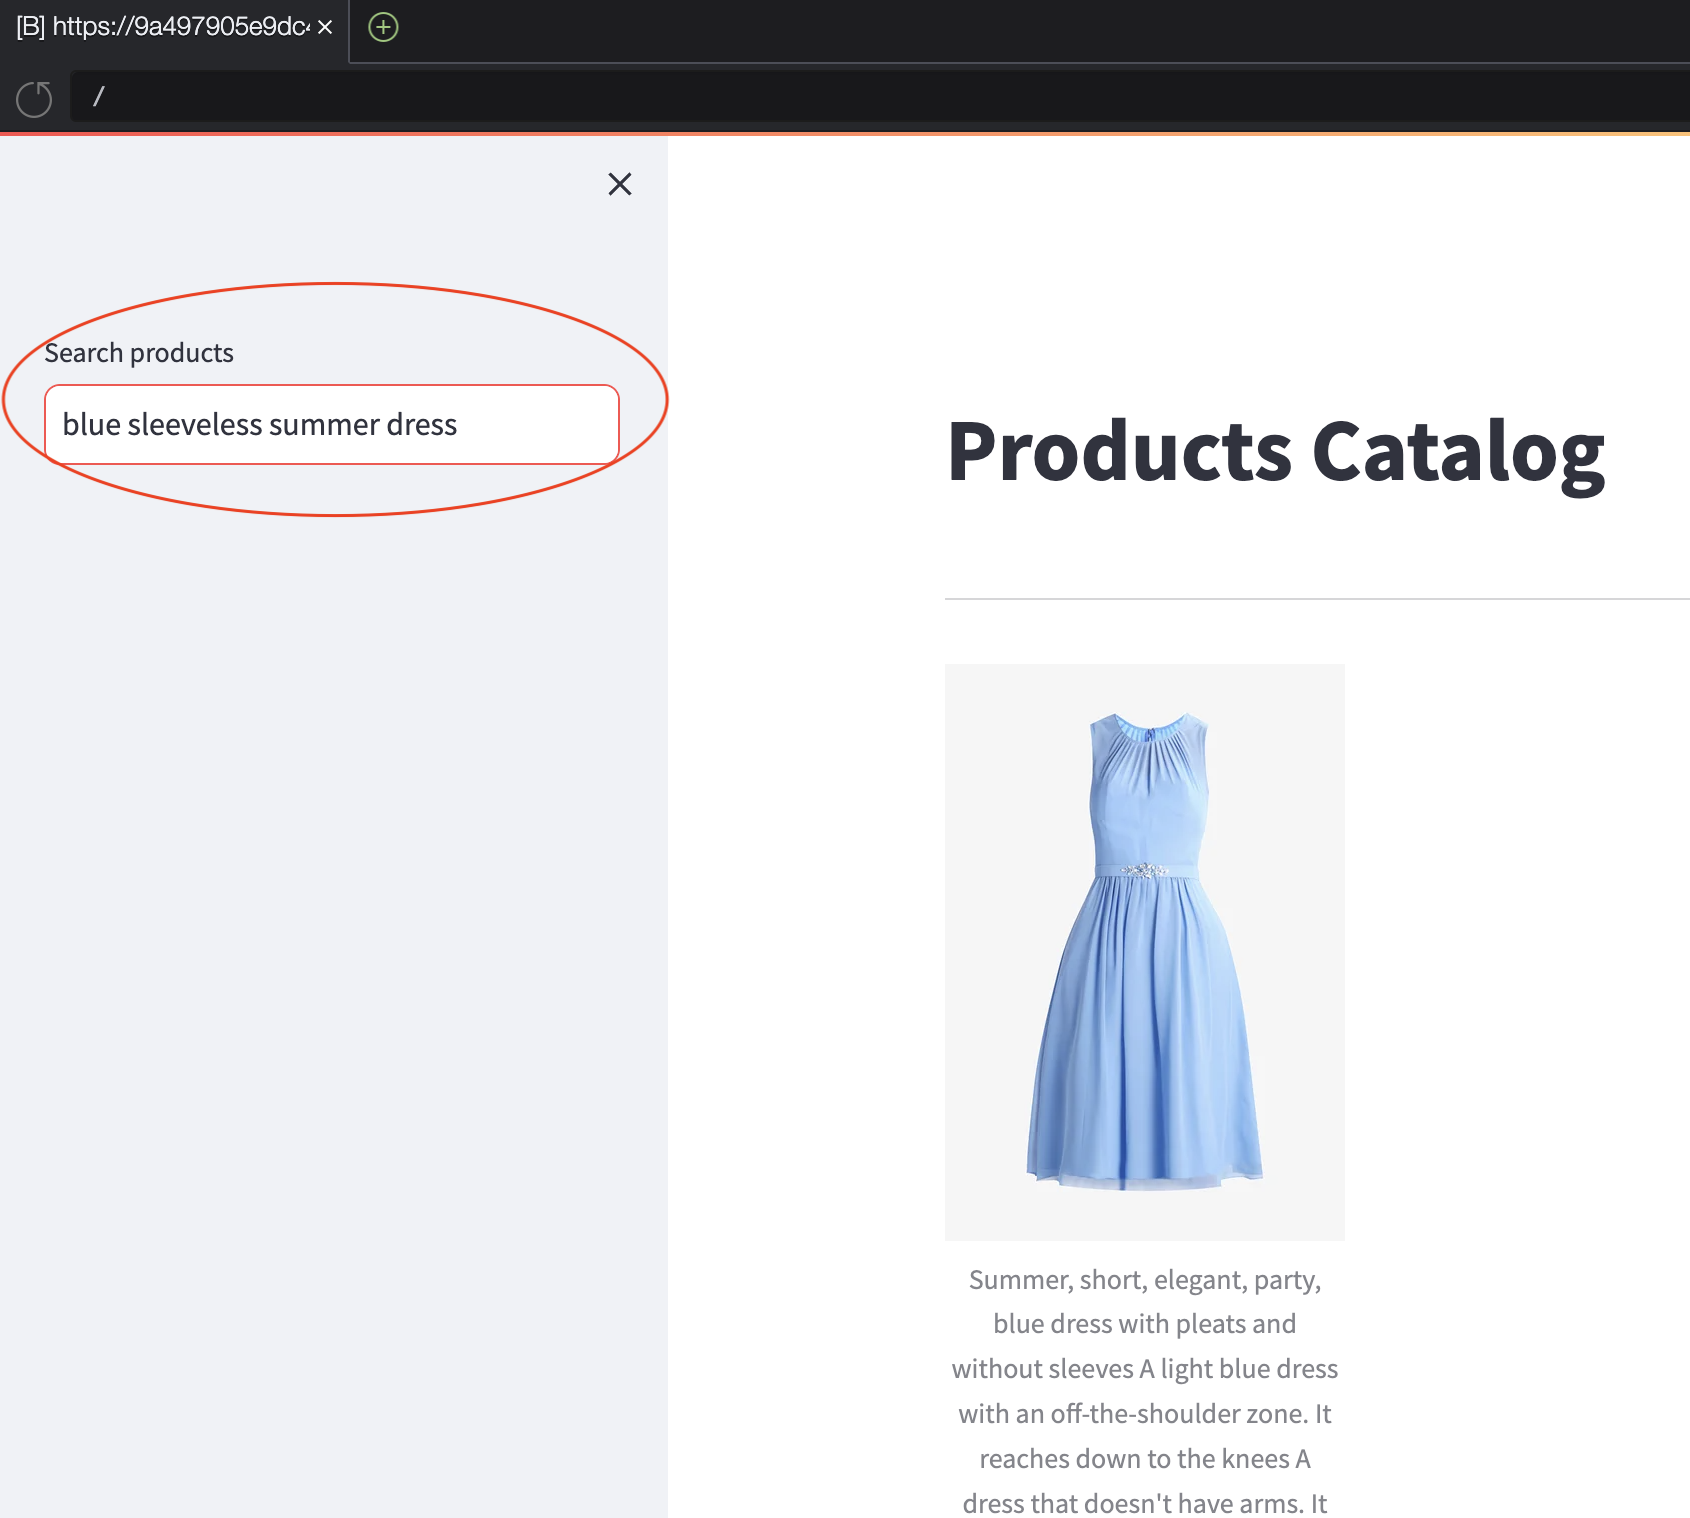 [B] https://9a497905e9dc
/
Search products
blue sleeveless summer dress
Products Catalog
Summer, short, elegant, party,
blue dress with pleats and
without sleeves A light blue dress
with an off-the-shoulder zone. It
reaches down to the knees A
dress that doesn't have arms. It